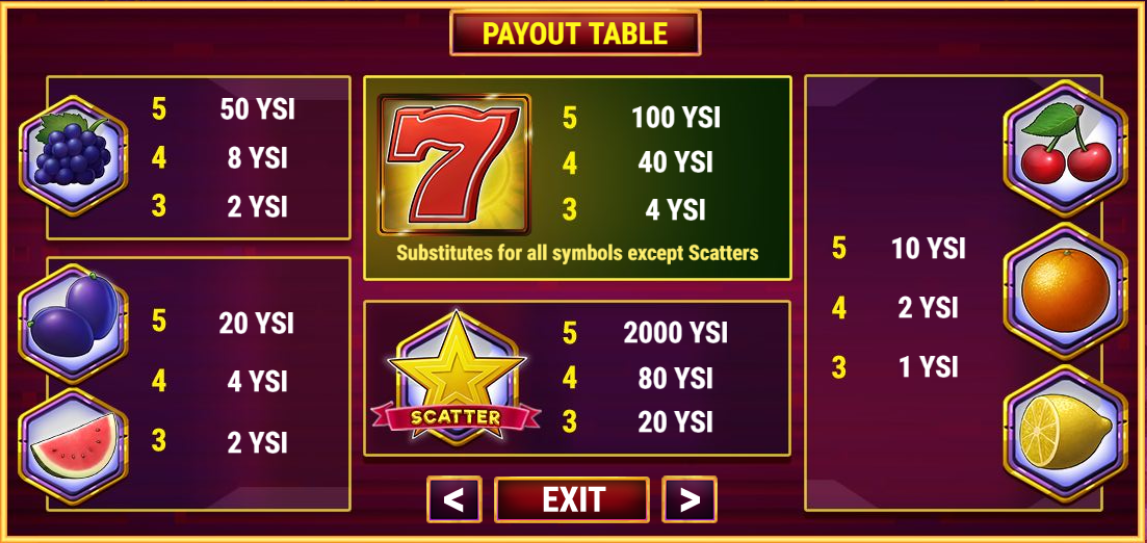 PAYOUT TABLE
5 50 YSI
4 8 YSI
3 2 YSI
5 20 YSI
4 4 YSI
3 2 YSI
7
5 100 YSI
4 40 YSI
3 4 YSI
Substitutes for all symbols except Scatters
SCATTER
5 2000 YSI
4 80 YSI
3 20 YSI
5 10 YSI
4 2 YSI
3 1 YSI
< EXIT >